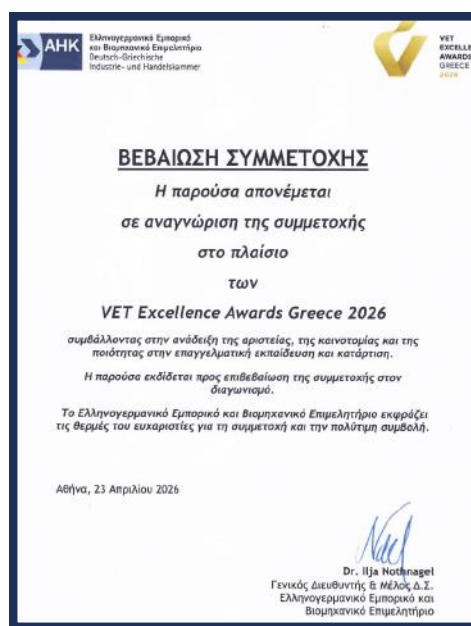 AHK
Ελληνογερμανικό Εμπορικό
και Βιομηχανικό Επιμελητήριο
Deutsch-Griechische
Industrie- und Handelskammer
VET
EXCELLE
AWARDS
GREECE
2026
ΒΕΒΑΙΩΣΗ ΣΥΜΜΕΤΟΧΗΣ
Η παρούσα απονέμεται
σε αναγνώριση της συμμετοχής
στο πλαίσιο
των
VET Excellence Awards Greece 2026
συμβάλλοντας στην ανάδειξη της αριστείας, της καινοτομίας και της
ποιότητας στην επαγγελματική εκπαίδευση και κατάρτιση.
Η παρούσα εκδίδεται προς επιβεβαίωση της συμμετοχής στον
διαγωνισμό.
Το Ελληνογερμανικό Εμπορικό και Βιομηχανικό Επιμελητήριο εκφράζει
τις θερμές του ευχαριστίες για τη συμμετοχή και την πολύτιμη συμβολή.
Αθήνα, 23 Απριλίου 2026
Dr. Ilja Nothnagel
Γενικός Διευθυντής & Μέλος Δ.Σ.
Ελληνογερμανικό Εμπορικό και
Βιομηχανικό Επιμελητήριο